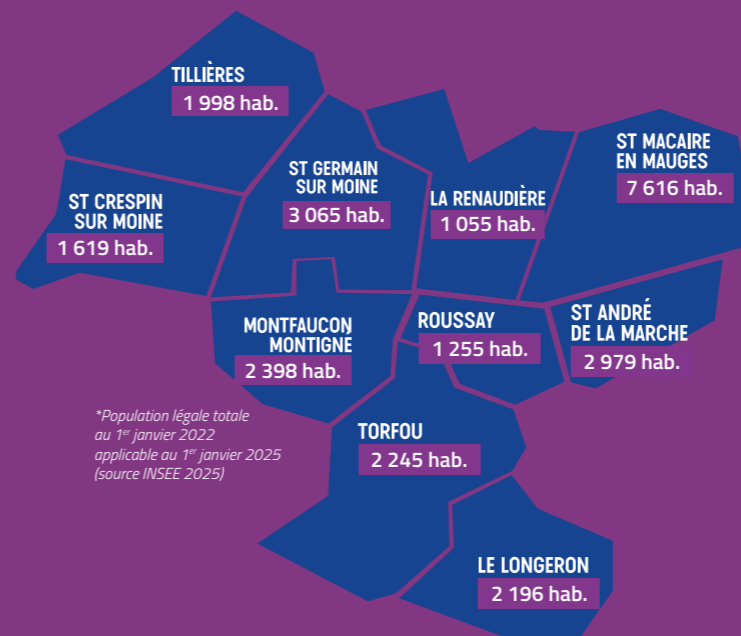 TILLIÈRES
1 998 hab.
ST GERMAIN
SUR MOINE
3 065 hab.
ST CRESPIN
SUR MOINE
1 619 hab.
LA RENAUDIÈRE
1 055 hab.
ST MACAIRE
EN MAUGES
7 616 hab.
MONTFAUCON
MONTIGNÉ
2 398 hab.
ROUSSAY
1 255 hab.
ST ANDRÉ
DE LA MARCHE
2 979 hab.
*Population légale totale
au 1er janvier 2022
applicable au 1er janvier 2025
(source INSEE 2025)
TORFOU
2 245 hab.
LE LONGERON
2 196 hab.